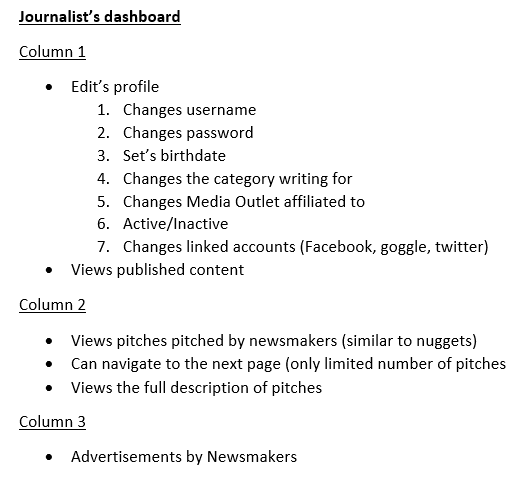 Journalist’s dashboard
Column 1
• Edit’s profile
1. Changes username
2. Changes password
3. Set’s birthdate
4. Changes the category writing for
5. Changes Media Outlet affiliated to
6. Active/Inactive
7. Changes linked accounts (Facebook, goggle, twitter)
• Views published content
Column 2
• Views pitches pitched by newsmakers (similar to nuggets)
• Can navigate to the next page (only limited number of pitches
• Views the full description of pitches
Column 3
• Advertisements by Newsmakers